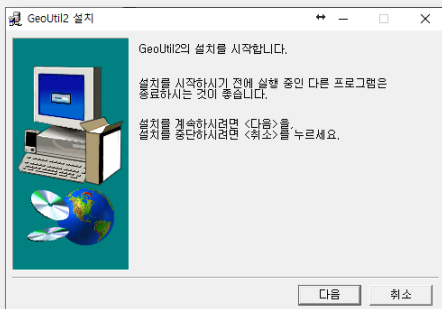 GeoUtil2 설치
GeoUtil2의 설치를 시작합니다.
설치를 시작하시기 전에 실행 중인 다른 프로그램은
종료하시는 것이 좋습니다.
설치를 계속하시려면 <다음>을,
설치를 중단하시려면 <취소>를 누르세요.
다음
취소